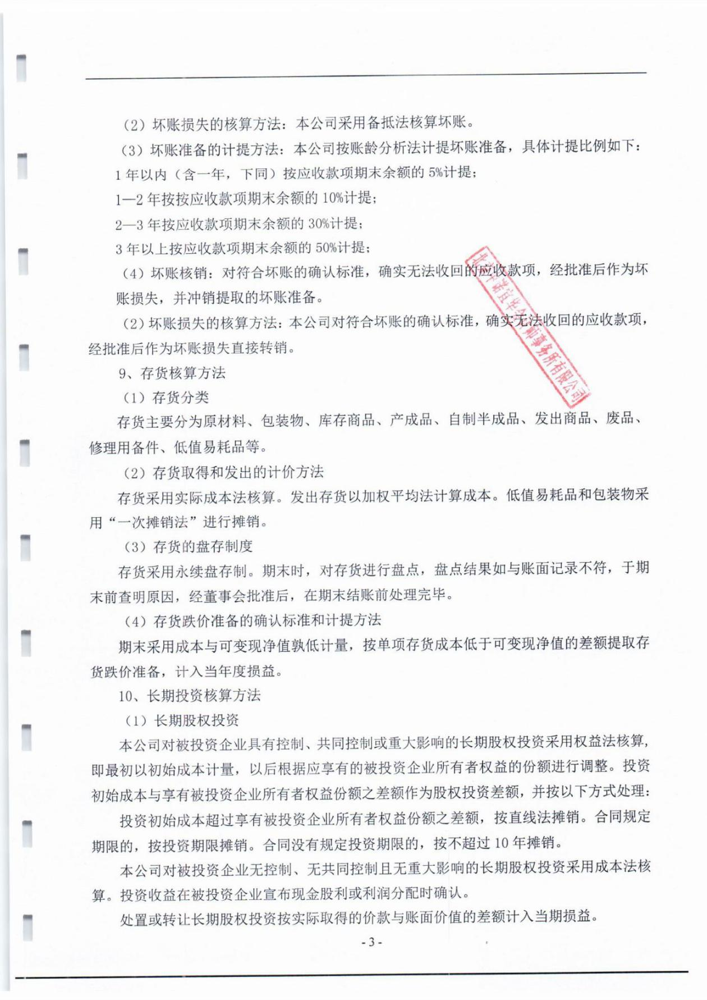 (2) 坏账损失的核算方法：本公司采用备抵法核算坏账。
(3) 坏账准备的计提方法：本公司按账龄分析法计提坏账准备，具体计提比例如下：
1 年以内（含一年，下同）按应收款项期末余额的 5%计提；
1—2 年按按应收款项期末余额的 10%计提；
2—3 年按应收款项期末余额的 30%计提；
3 年以上按应收款项期末余额的 50%计提；
(4) 坏账核销：对符合坏账的确认标准，确实无法收回的应收款项，经批准后作为坏
账损失，并冲销提取的坏账准备。
(2) 坏账损失的核算方法：本公司对符合坏账的确认标准，确实无法收回的应收款项，
经批准后作为坏账损失直接转销。
9、存货核算方法
（1）存货分类
存货主要分为原材料、包装物、库存商品、产成品、自制半成品、发出商品、废品、
修理用备件、低值易耗品等。
（2）存货取得和发出的计价方法
存货采用实际成本法核算。发出存货以加权平均法计算成本。低值易耗品和包装物采
用“一次摊销法”进行摊销。
（3）存货的盘存制度
存货采用永续盘存制。期末时，对存货进行盘点，盘点结果如与账面记录不符，于期
末前查明原因，经董事会批准后，在期末结账前处理完毕。
（4）存货跌价准备的确认标准和计提方法
期末采用成本与可变现净值孰低计量，按单项存货成本低于可变现净值的差额提取存
货跌价准备，计入当年度损益。
10、长期投资核算方法
（1）长期股权投资
本公司对被投资企业具有控制、共同控制或重大影响的长期股权投资采用权益法核算,
即最初以初始成本计量，以后根据应享有的被投资企业所有者权益的份额进行调整。投资
初始成本与享有被投资企业所有者权益份额之差额作为股权投资差额，并按以下方式处理：
投资初始成本超过享有被投资企业所有者权益份额之差额，按直线法摊销。合同规定
期限的，按投资期限摊销。合同没有规定投资期限的，按不超过 10 年摊销。
本公司对被投资企业无控制、无共同控制且无重大影响的长期股权投资采用成本法核
算。投资收益在被投资企业宣布现金股利或利润分配时确认。
处置或转让长期股权投资按实际取得的价款与账面价值的差额计入当期损益。
- 3 -
师事务所有限公司